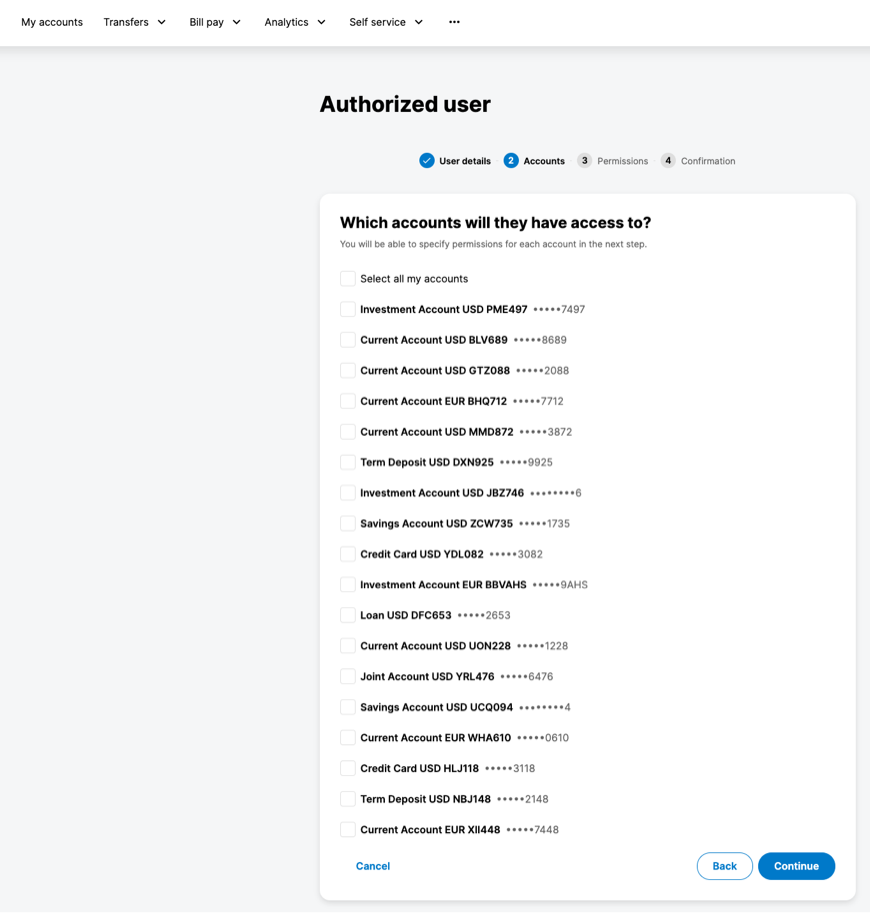 My accounts Transfers Bill pay Analytics Self service •••
Authorized user
User details 2 Accounts 3 Permissions 4 Confirmation
Which accounts will they have access to?
You will be able to specify permissions for each account in the next step.
Select all my accounts
Investment Account USD PME497 •••••7497
Current Account USD BLV689 •••••8689
Current Account USD GTZ088 •••••2088
Current Account EUR BHQ712 •••••7712
Current Account USD MMD872 •••••3872
Term Deposit USD DXN925 •••••9925
Investment Account USD JBZ746 ••••••••6
Savings Account USD ZCW735 •••••1735
Credit Card USD YDL082 •••••3082
Investment Account EUR BBVAHS •••••9AHS
Loan USD DFC653 •••••2653
Current Account USD UON228 •••••1228
Joint Account USD YRL476 •••••6476
Savings Account USD UCQ094 ••••••••4
Current Account EUR WHA610 •••••0610
Credit Card USD HLJ118 •••••3118
Term Deposit USD NBJ148 •••••2148
Current Account EUR XII448 •••••7448
Cancel Back Continue